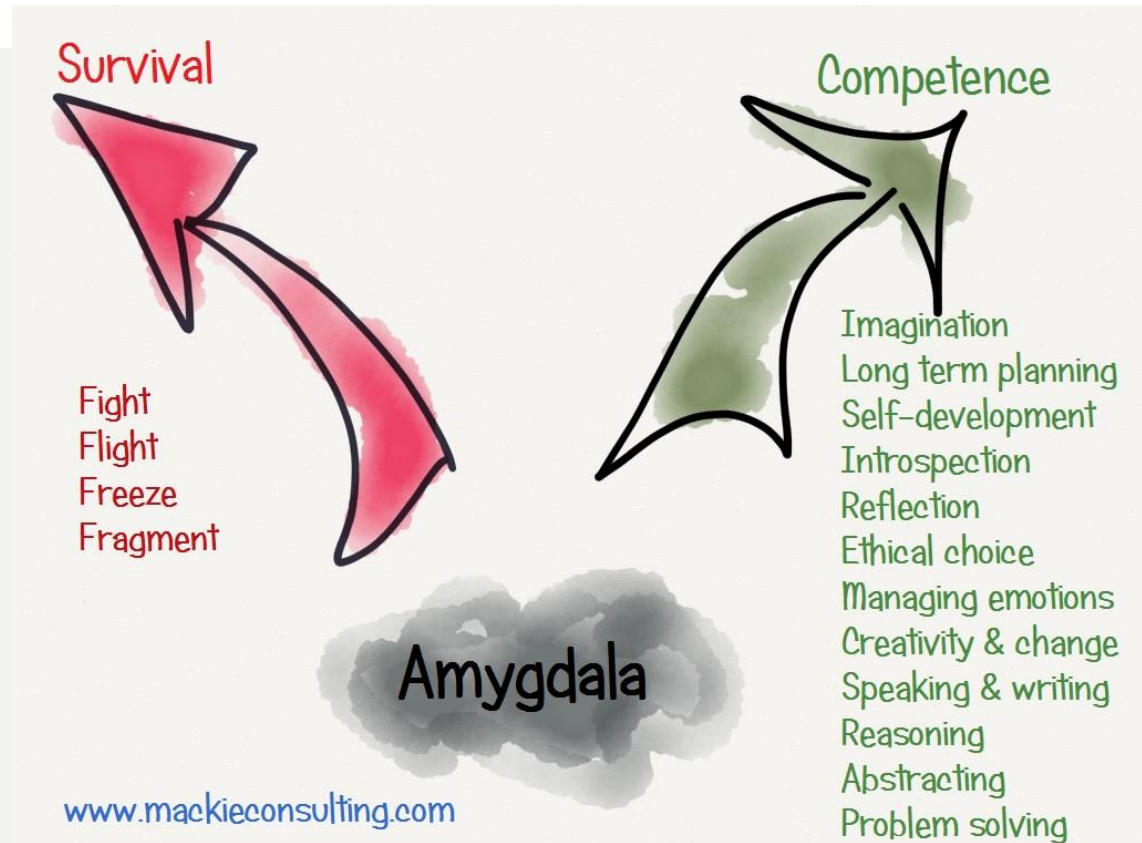 Survival
Competence
Fight
Flight
Freeze
Fragment
Imagination
Long term planning
Self-development
Introspection
Reflection
Ethical choice
Managing emotions
Creativity & change
Speaking & writing
Reasoning
Abstracting
Problem solving
Amygdala
www.mackieconsulting.com